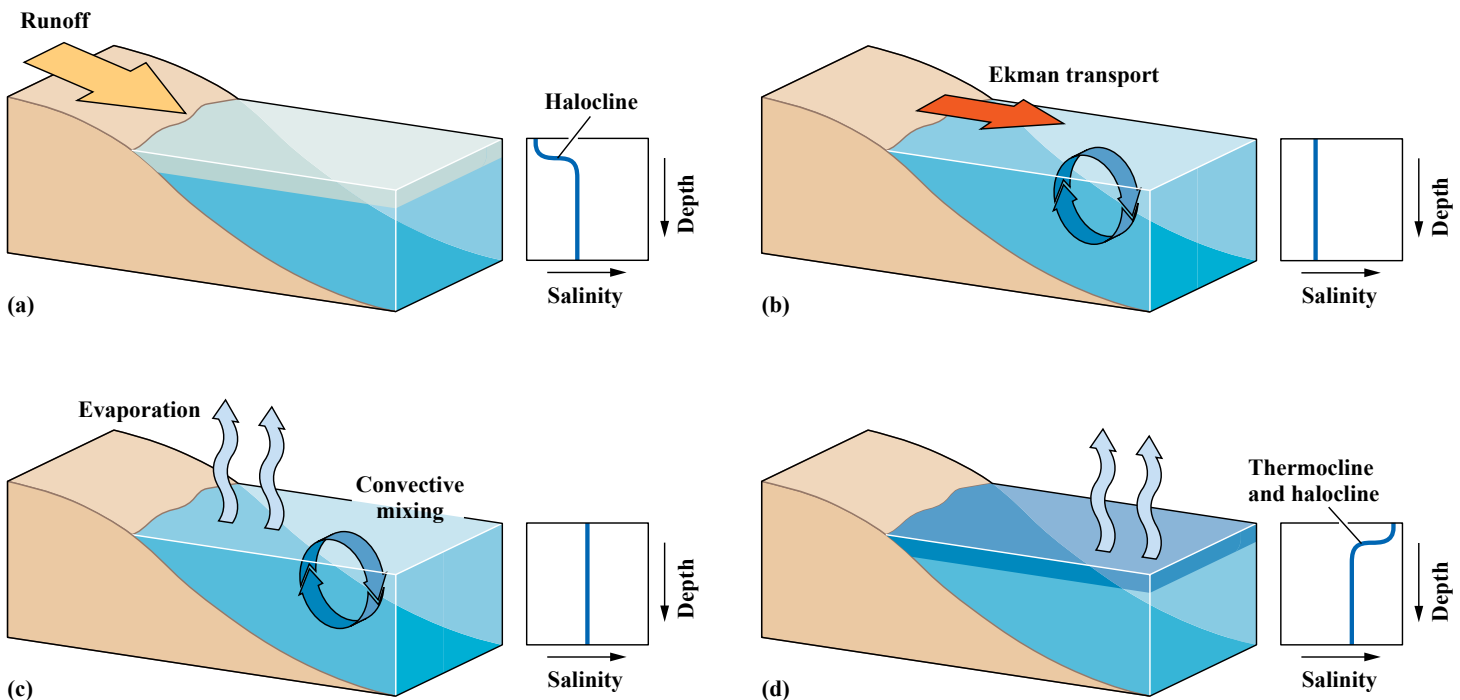 Runoff
Halocline
Depth
Salinity
(a)
Ekman transport
Depth
Salinity
(b)
Evaporation
Convective
mixing
Depth
Salinity
(c)
Thermocline
and halocline
Depth
Salinity
(d)